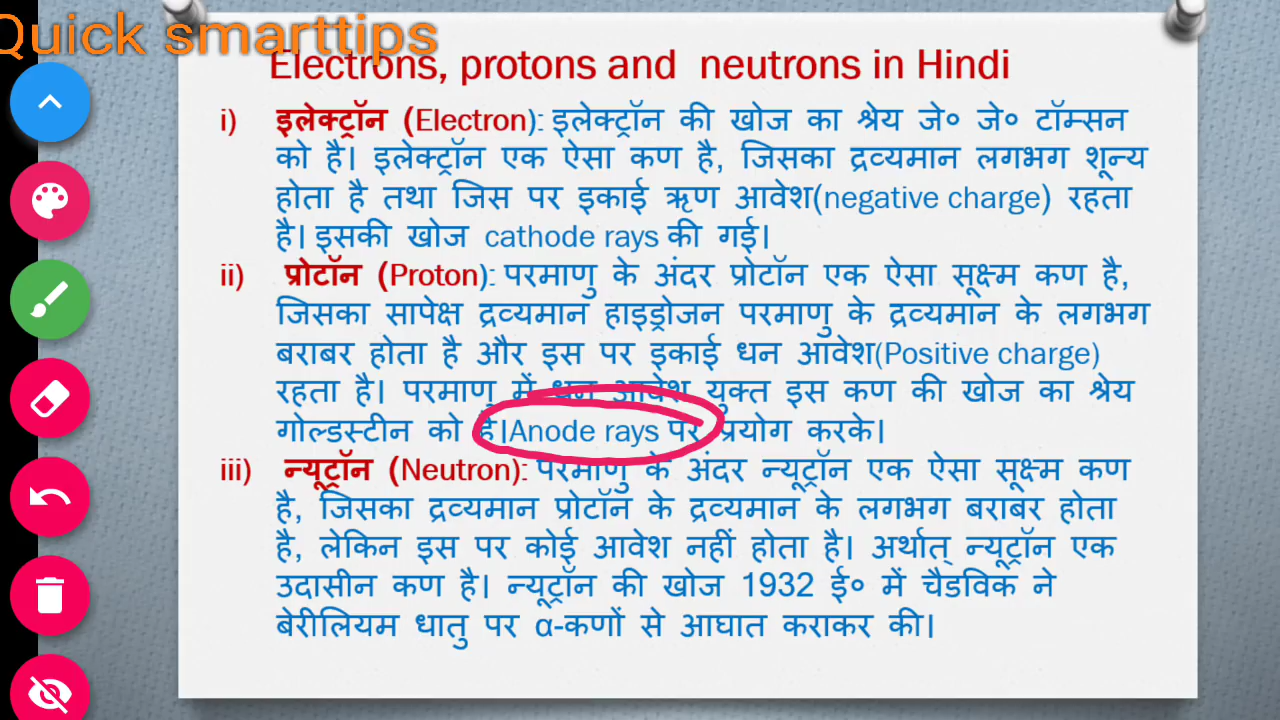 Quick smarttips
Electrons, protons and neutrons in Hindi
i) इलेक्ट्रॉन (Electron): इलेक्ट्रॉन की खोज का श्रेय जे० जे० टॉम्सन
को है। इलेक्ट्रॉन एक ऐसा कण है, जिसका द्रव्यमान लगभग शून्य
होता है तथा जिस पर इकाई ऋण आवेश(negative charge) रहता
है। इसकी खोज cathode rays की गई।
ii) प्रोटॉन (Proton): परमाणु के अंदर प्रोटॉन एक ऐसा सूक्ष्म कण है,
जिसका सापेक्ष द्रव्यमान हाइड्रोजन परमाणु के द्रव्यमान के लगभग
बराबर होता है और इस पर इकाई धन आवेश(Positive charge)
रहता है। परमाणु में धन आवेश युक्त इस कण की खोज का श्रेय
गोल्डस्टीन को है।Anode rays पर प्रयोग करके।
iii) न्यूट्रॉन (Neutron): परमाणु के अंदर न्यूट्रॉन एक ऐसा सूक्ष्म कण
है, जिसका द्रव्यमान प्रोटॉन के द्रव्यमान के लगभग बराबर होता
है, लेकिन इस पर कोई आवेश नहीं होता है। अर्थात् न्यूट्रॉन एक
उदासीन कण है। न्यूट्रॉन की खोज 1932 ई० में चैडविक ने
बेरीलियम धातु पर α-कणों से आघात कराकर की।